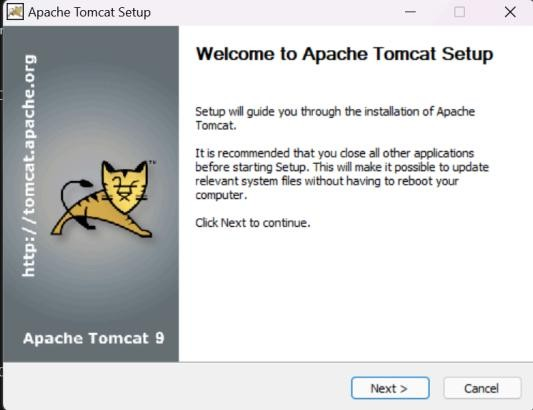 Apache Tomcat Setup
http://tomcat.apache.org
Apache Tomcat 9
Welcome to Apache Tomcat Setup
Setup will guide you through the installation of Apache
Tomcat.
It is recommended that you close all other applications
before starting Setup. This will make it possible to update
relevant system files without having to reboot your
computer.
Click Next to continue.
Next >
Cancel